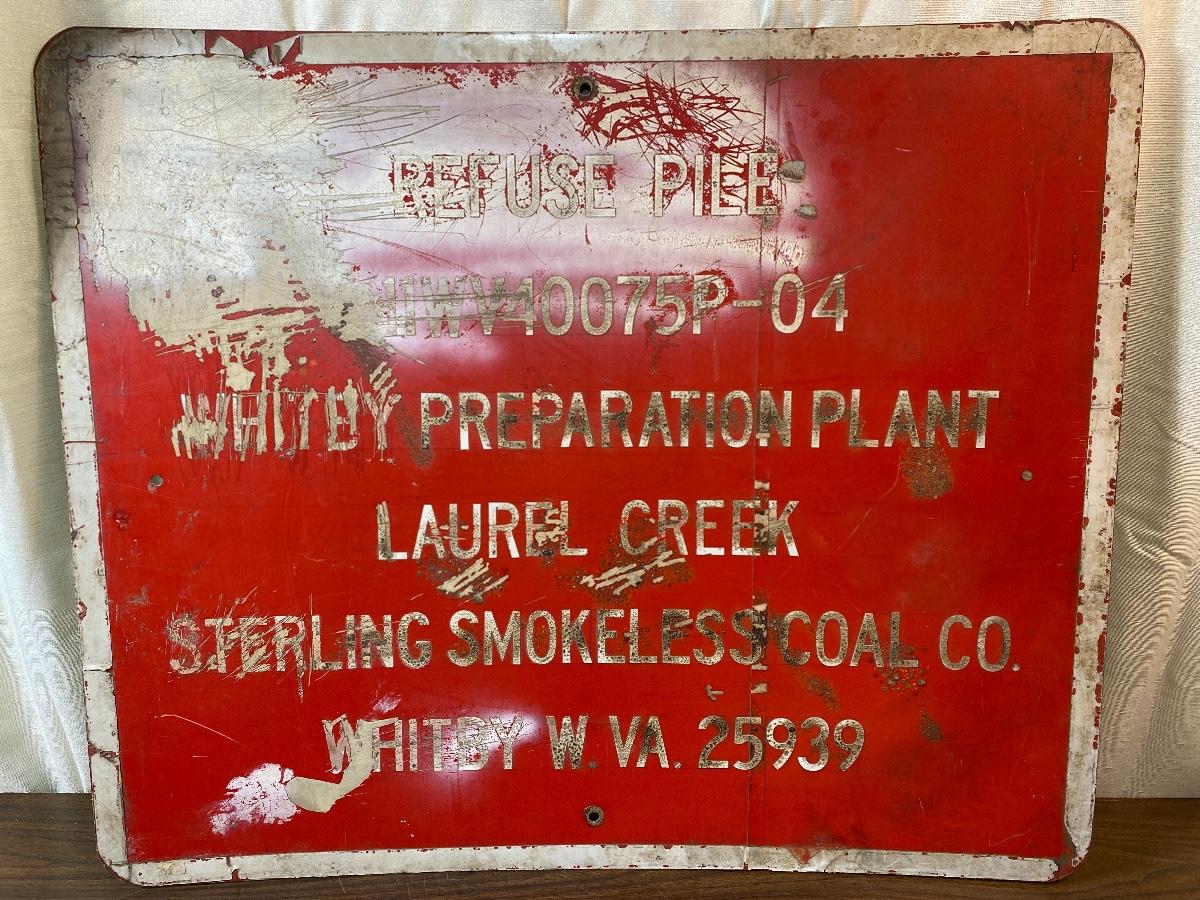 REFUSE PILE
1WV40075P-04
WHITBY PREPARATION PLANT
LAUREL CREEK
STERLING SMOKELESS COAL CO.
WHITBY W. VA. 25939